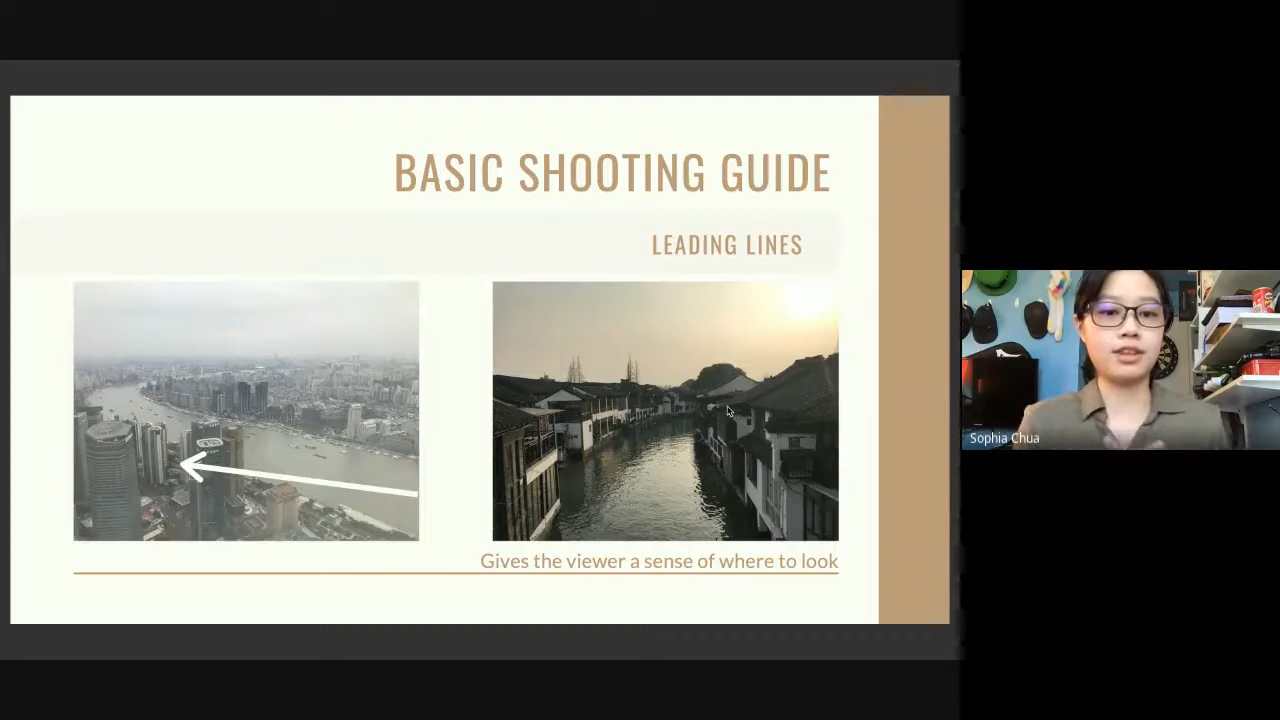 BASIC SHOOTING GUIDE
LEADING LINES
Gives the viewer a sense of where to look
Sophia Chua